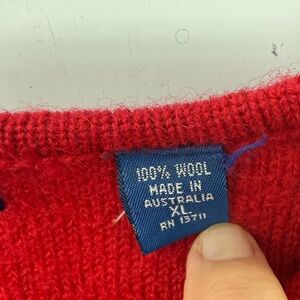 100% WOOL
MADE IN
AUSTRALIA
XL
RN 13711